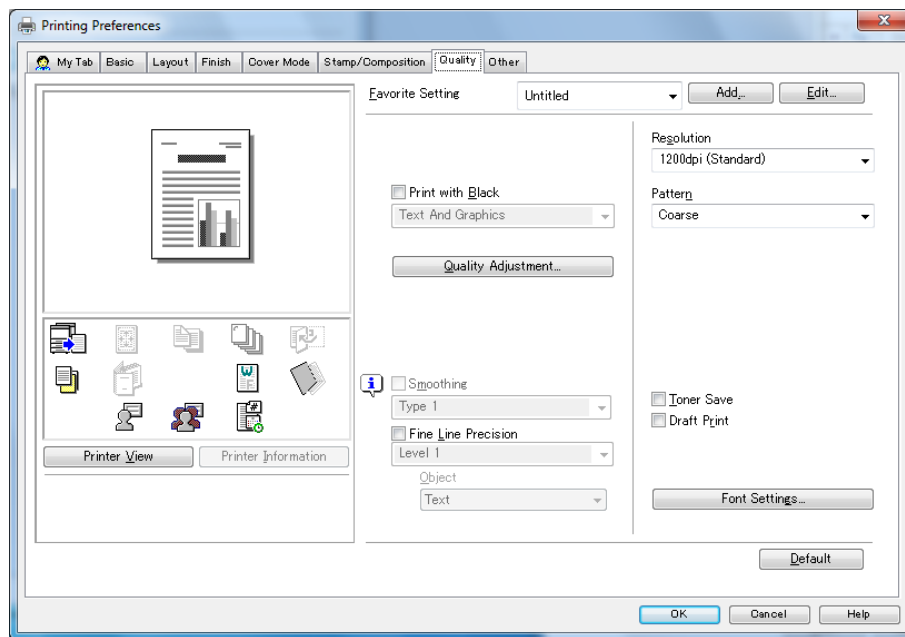 Printing Preferences
My Tab Basic Layout Finish Cover Mode Stamp/Composition Quality Other
Favorite Setting Untitled Add... Edit...
Resolution
1200dpi (Standard)
Print with Black
Pattern
Text And Graphics
Coarse
Quality Adjustment...
Smoothing
Type 1
Toner Save
Draft Print
Fine Line Precision
Level 1
Printer View Printer Information
Object
Text
Font Settings...
Default
OK Cancel Help